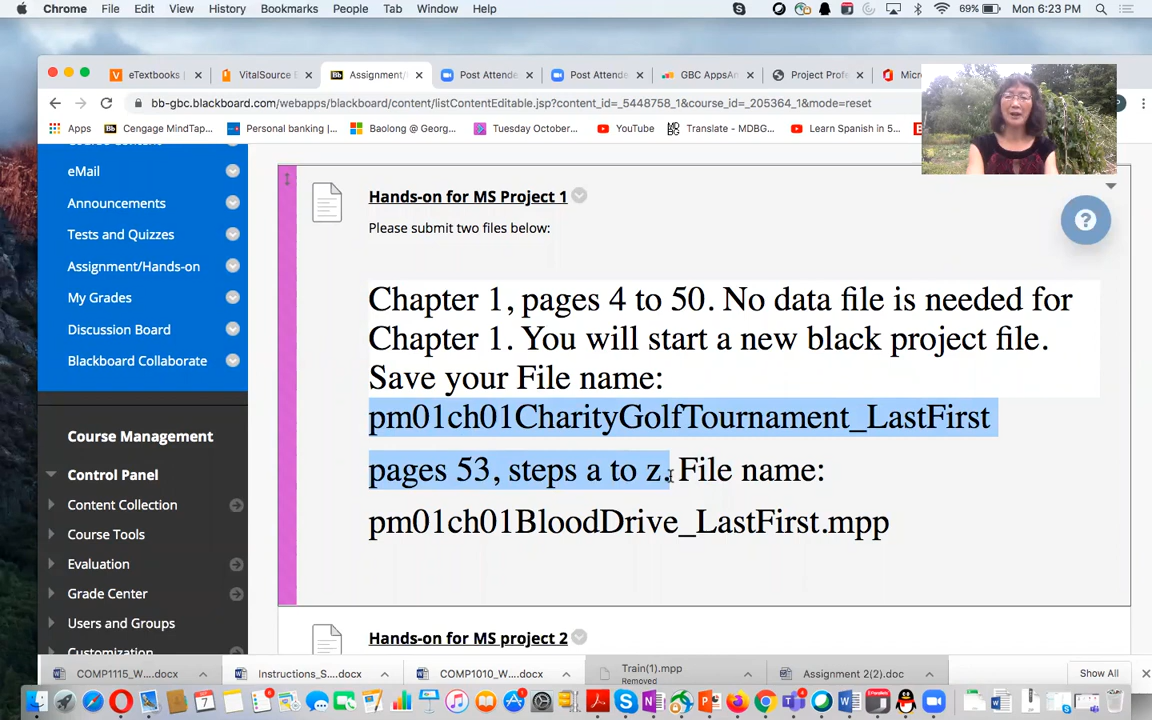 Chrome File Edit View History Bookmarks People Tab Window Help 69% Mon 6:23 PM
eTextbooks | VitalSource B Assignment/ Post Attende Post Attende GBC AppsAn Project Profe Micr
bb-gbc.blackboard.com/webapps/blackboard/content/listContentEditable.jsp?content_id=_5448758_1&course_id=_205364_1&mode=reset
Apps Cengage MindTap... Personal banking |... Baolong @ Georg... Tuesday October... YouTube Translate - MDBG... Learn Spanish in 5...
eMail
Announcements
Tests and Quizzes
Assignment/Hands-on
My Grades
Discussion Board
Blackboard Collaborate
Course Management
Control Panel
Content Collection
Course Tools
Evaluation
Grade Center
Users and Groups
Customization
Hands-on for MS Project 1
Please submit two files below:
Chapter 1, pages 4 to 50. No data file is needed for
Chapter 1. You will start a new black project file.
Save your File name:
pm01ch01CharityGolfTournament_LastFirst
pages 53, steps a to z. File name:
pm01ch01BloodDrive_LastFirst.mpp
Hands-on for MS project 2
COMP1115_W....docx Instructions_S....docx COMP1010_W....docx Train(1).mpp Removed Assignment 2(2).doc Show All